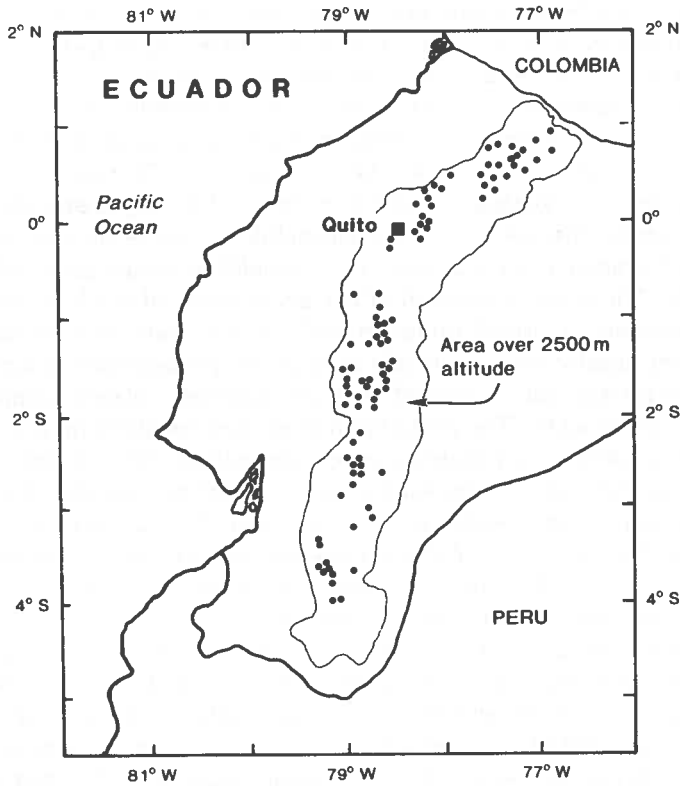 81° W
79° W
77° W
2° N
2° N
COLOMBIA
ECUADOR
Pacific
Ocean
Quito
0°
0°
Area over 2500 m
altitude
2° S
2° S
4° S
4° S
PERU
81° W
79° W
77° W